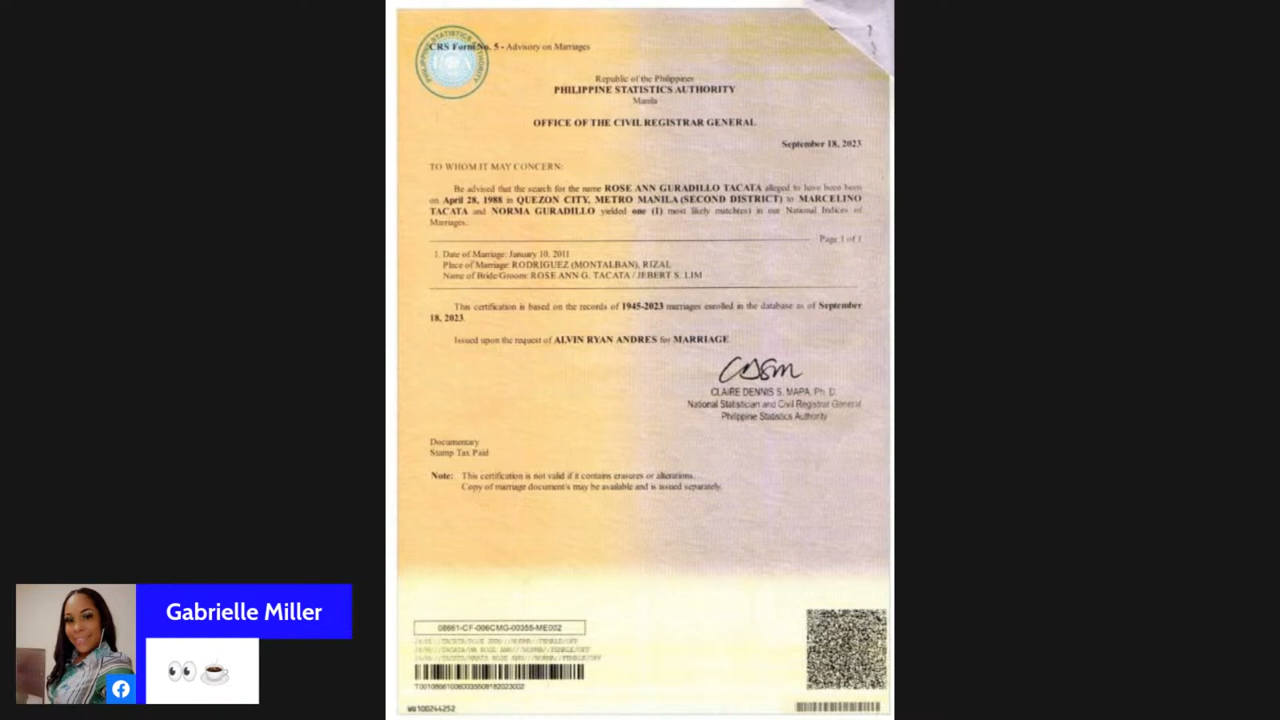 CRS Form No. 5 - Advisory on Marriages
Republic of the Philippines
PHILIPPINE STATISTICS AUTHORITY
Manila
OFFICE OF THE CIVIL REGISTRAR GENERAL
September 18, 2023
TO WHOM IT MAY CONCERN:
Be advised that the search for the name ROSE ANN GURADILLO TACATA alleged to have been born
on April 28, 1988 in QUEZON CITY, METRO MANILA (SECOND DISTRICT) to MARCELINO
TACATA and NORMA GURADILLO yielded one (1) most likely match(es) in our National Indices of
Marriages.
Page 1 of 1
1. Date of Marriage: January 10, 2011
Place of Marriage: RODRIGUEZ (MONTALBAN), RIZAL
Name of Bride/Groom: ROSE ANN G. TACATA / JEBERT S. LIM
This certification is based on the records of 1945-2023 marriages enrolled in the database as of September
18, 2023.
Issued upon the request of ALVIN RYAN ANDRES for MARRIAGE.
CLAIRE DENNIS S. MAPA, Ph. D.
National Statistician and Civil Registrar General
Philippine Statistics Authority
Documentary
Stamp Tax Paid
Note: This certification is not valid if it contains erasures or alterations.
Copy of marriage document/s may be available and is issued separately.
08661-CF-006CMG-00355-ME002
Gabrielle Miller